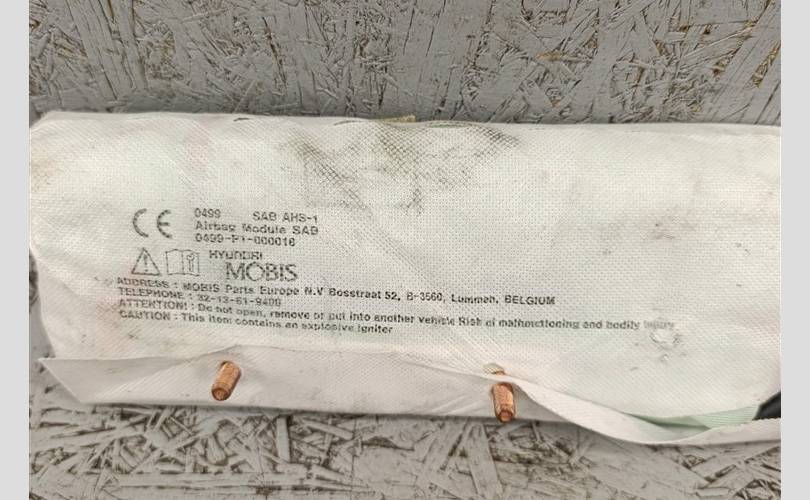 CE 0499 SAB AHS-1
Airbag Module SAB
0499-P1-000016
HYUNDAI
MOBIS
ADDRESS : MOBIS Parts Europe N.V Bosstraat 52, B-3560, Lummen, BELGIUM
TELEPHONE : 32-13-61-9400
ATTENTION! : Do not open, remove or put into another vehicle Risk of malfunctioning and bodily injury
CAUTION : This item contains an explosive igniter